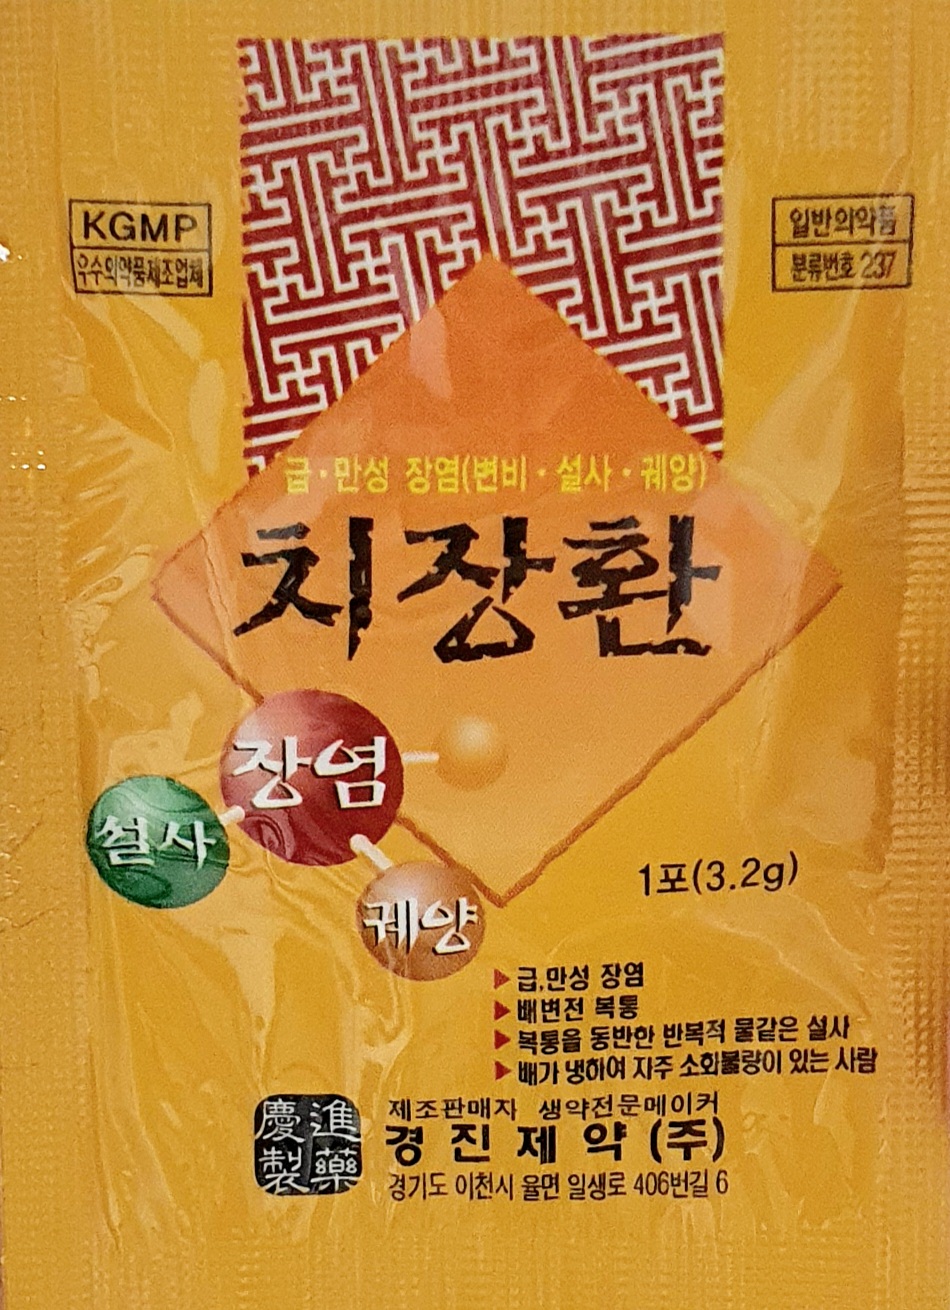 KGMP
우수의약품제조업체
일반의약품
분류번호 237
급·만성 장염(변비·설사·궤양)
치장환
장염
설사
궤양
1포(3.2g)
▶급,만성 장염
▶배변전 복통
▶복통을 동반한 반복적 물같은 설사
▶배가 냉하여 자주 소화불량이 있는 사람
慶進
製藥
제조판매자 생약전문메이커
경진제약(주)
경기도 이천시 율면 일생로 406번길 6